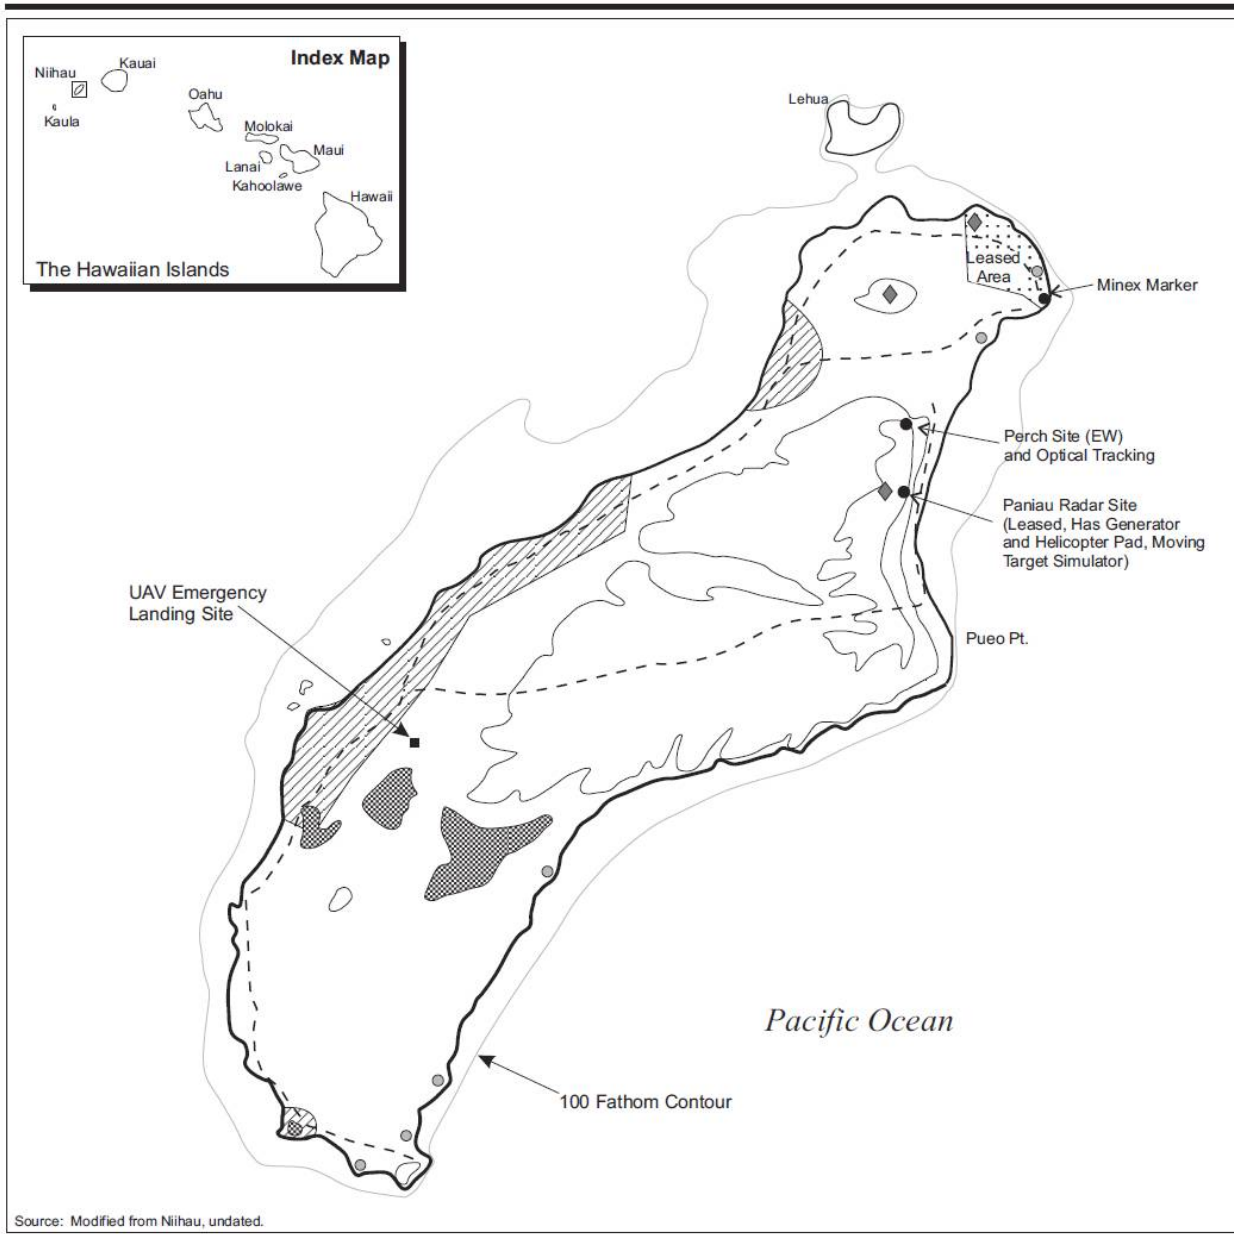 Index Map
Niihau
Kauai
Kaula
Oahu
Molokai
Maui
Lanai
Kahoolawe
Hawaii
The Hawaiian Islands
Lehua
Leased
Area
Minex Marker
Perch Site (EW)
and Optical Tracking
Paniau Radar Site
(Leased, Has Generator
and Helicopter Pad, Moving
Target Simulator)
UAV Emergency
Landing Site
Pueo Pt.
Pacific Ocean
100 Fathom Contour
Source: Modified from Niihau, undated.